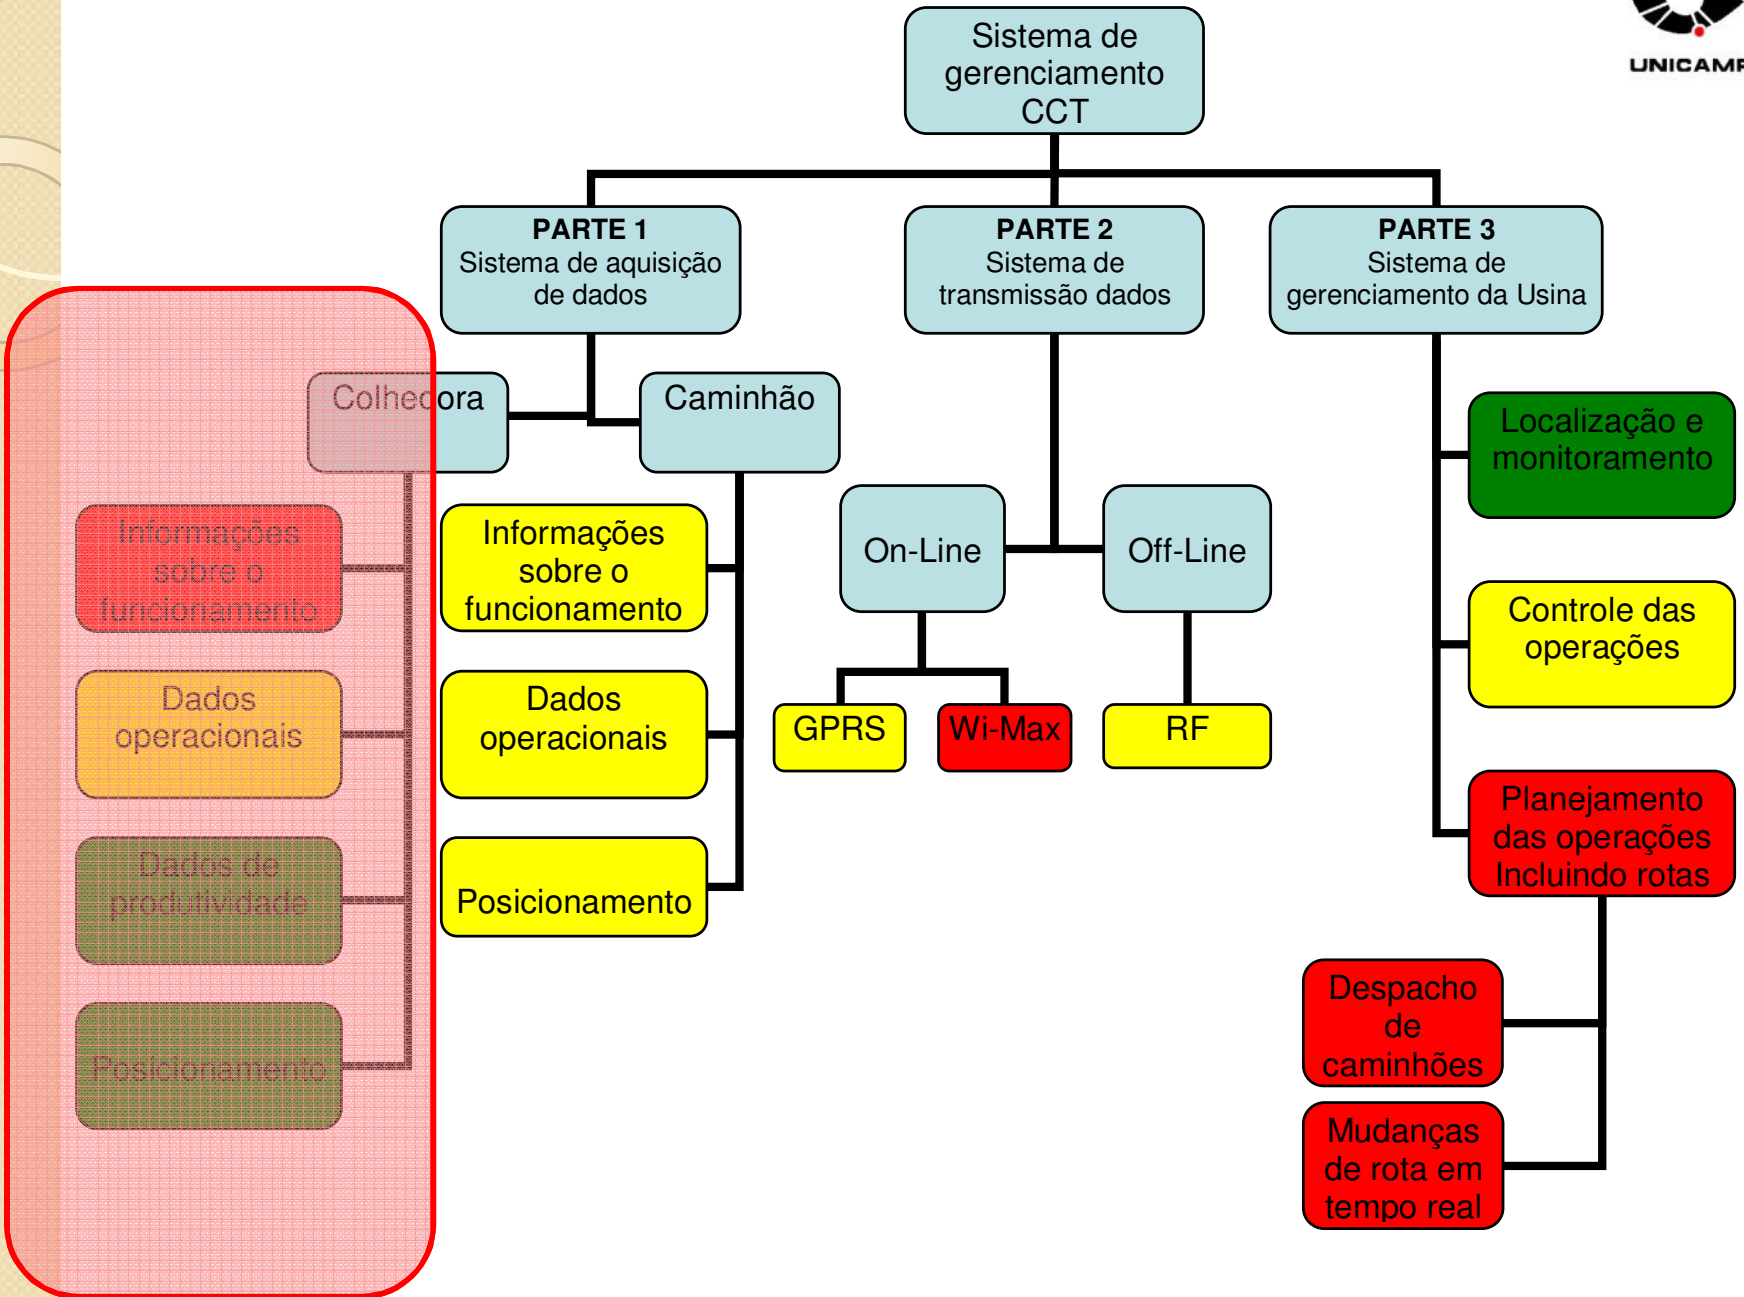 UNICAMP
Sistema de
gerenciamento
CCT
PARTE 1
Sistema de aquisição
de dados
PARTE 2
Sistema de
transmissão dados
PARTE 3
Sistema de
gerenciamento da Usina
Colhedora
Caminhão
Informações
sobre o
funcionamento
Dados
operacionais
Dados de
produtividade
Posicionamento
Informações
sobre o
funcionamento
Dados
operacionais
Posicionamento
On-Line
Off-Line
GPRS
Wi-Max
RF
Localização e
monitoramento
Controle das
operações
Planejamento
das operações
Incluindo rotas
Despacho
de
caminhões
Mudanças
de rota em
tempo real